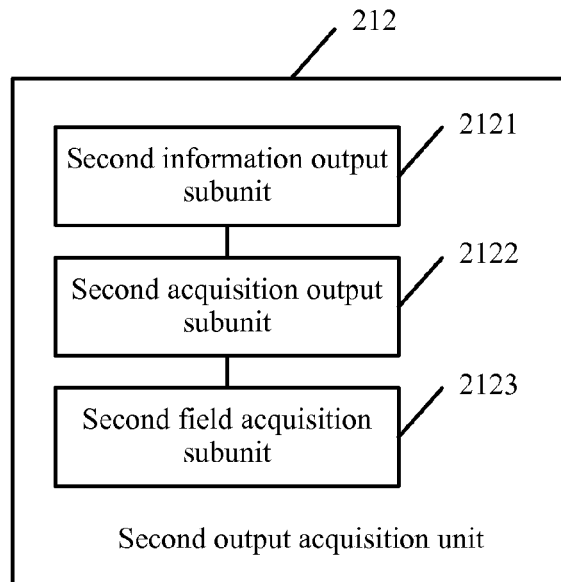 212
2121
Second information output
subunit
2122
Second acquisition output
subunit
2123
Second field acquisition
subunit
Second output acquisition unit